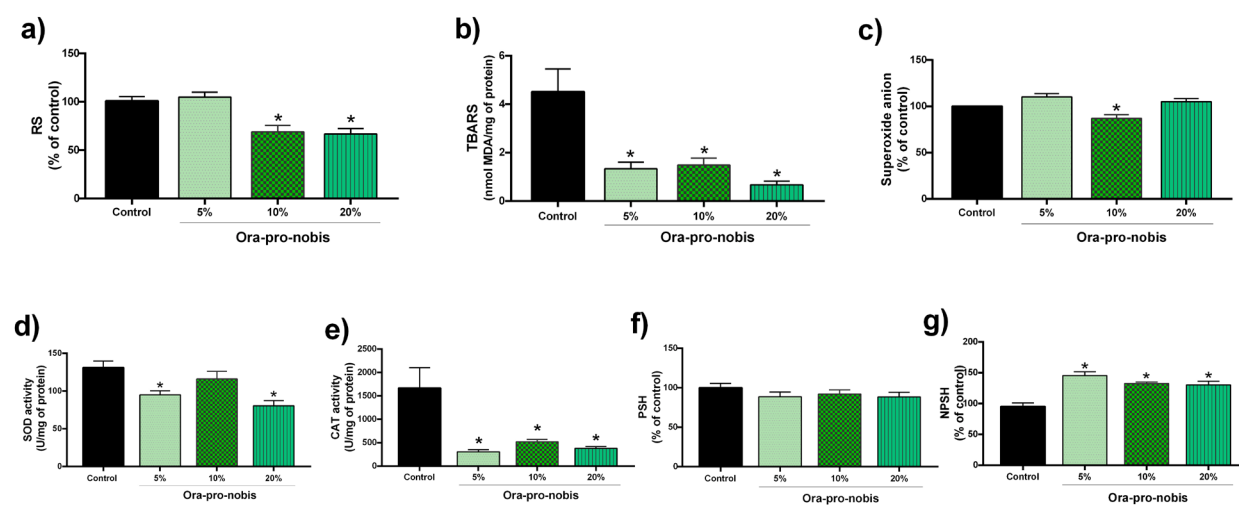 a)
RS
(% of control)
150
100
50
0
Control
5%
10%
20%
*
*
Ora-pro-nobis
b)
TBARS
(nmol MDA/mg of protein)
6
4
2
0
Control
5%
10%
20%
*
*
*
Ora-pro-nobis
c)
Superoxide anion
(% of control)
150
100
50
100
150
Control
5%
10%
20%
*
Ora-pro-nobis
d)
SOD activity
(U/mg of protein)
150
100
50
0
Control
5%
10%
20%
*
*
Ora-pro-nobis
e)
CAT activity
(U/mg of protein)
2500
2000
1500
1000
500
0
Control
5%
10%
20%
*
*
*
Ora-pro-nobis
f)
PSH
(% of control)
150
100
50
0
Control
5%
10%
20%
Ora-pro-nobis
g)
NPSH
(% of control)
200
150
100
50
0
Control
5%
10%
20%
*
*
*
Ora-pro-nobis